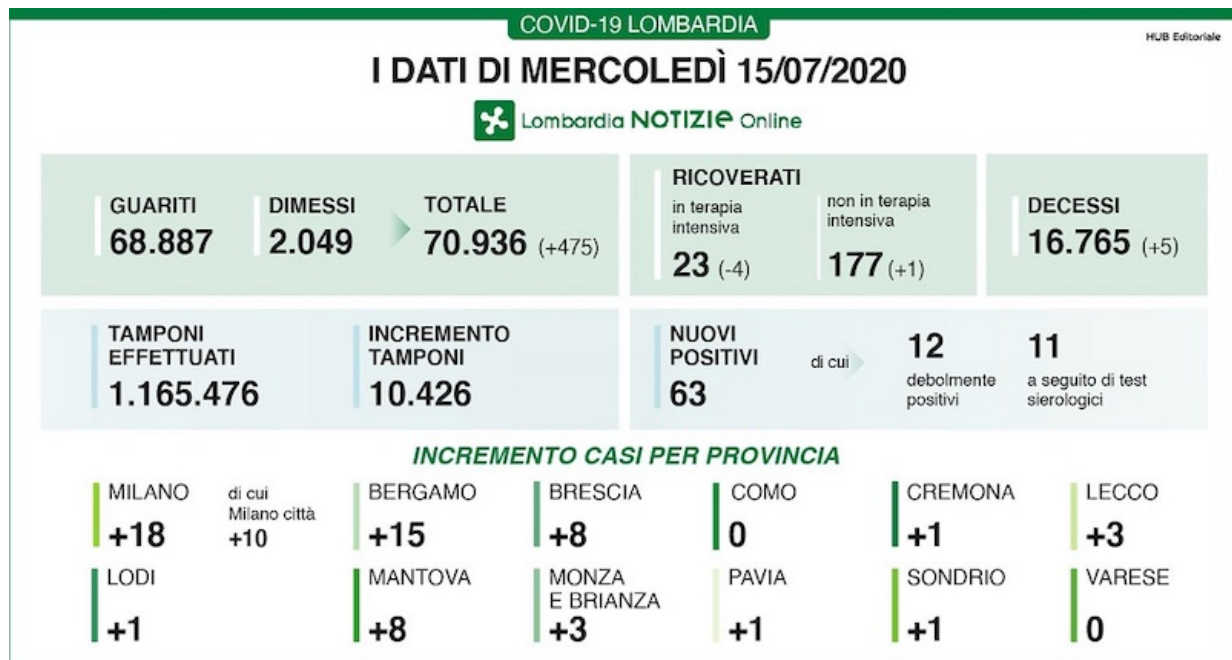 COVID-19 LOMBARDIA
HUB Editoriale
I DATI DI MERCOLEDÌ 15/07/2020
Lombardia NOTIZIE Online
GUARITI
68.887
DIMESSI
2.049
TOTALE
70.936 (+475)
RICOVERATI
in terapia
intensiva
23 (-4)
non in terapia
intensiva
177 (+1)
DECESSI
16.765 (+5)
TAMPONI
EFFETTUATI
1.165.476
INCREMENTO
TAMPONI
10.426
NUOVI
POSITIVI
63
di cui
12
debolmente
positivi
11
a seguito di test
sierologici
INCREMENTO CASI PER PROVINCIA
MILANO
+18
di cui
Milano città
+10
BERGAMO
+15
BRESCIA
+8
COMO
0
CREMONA
+1
LECCO
+3
LODI
+1
MANTOVA
+8
MONZA
E BRIANZA
+3
PAVIA
+1
SONDRIO
+1
VARESE
0